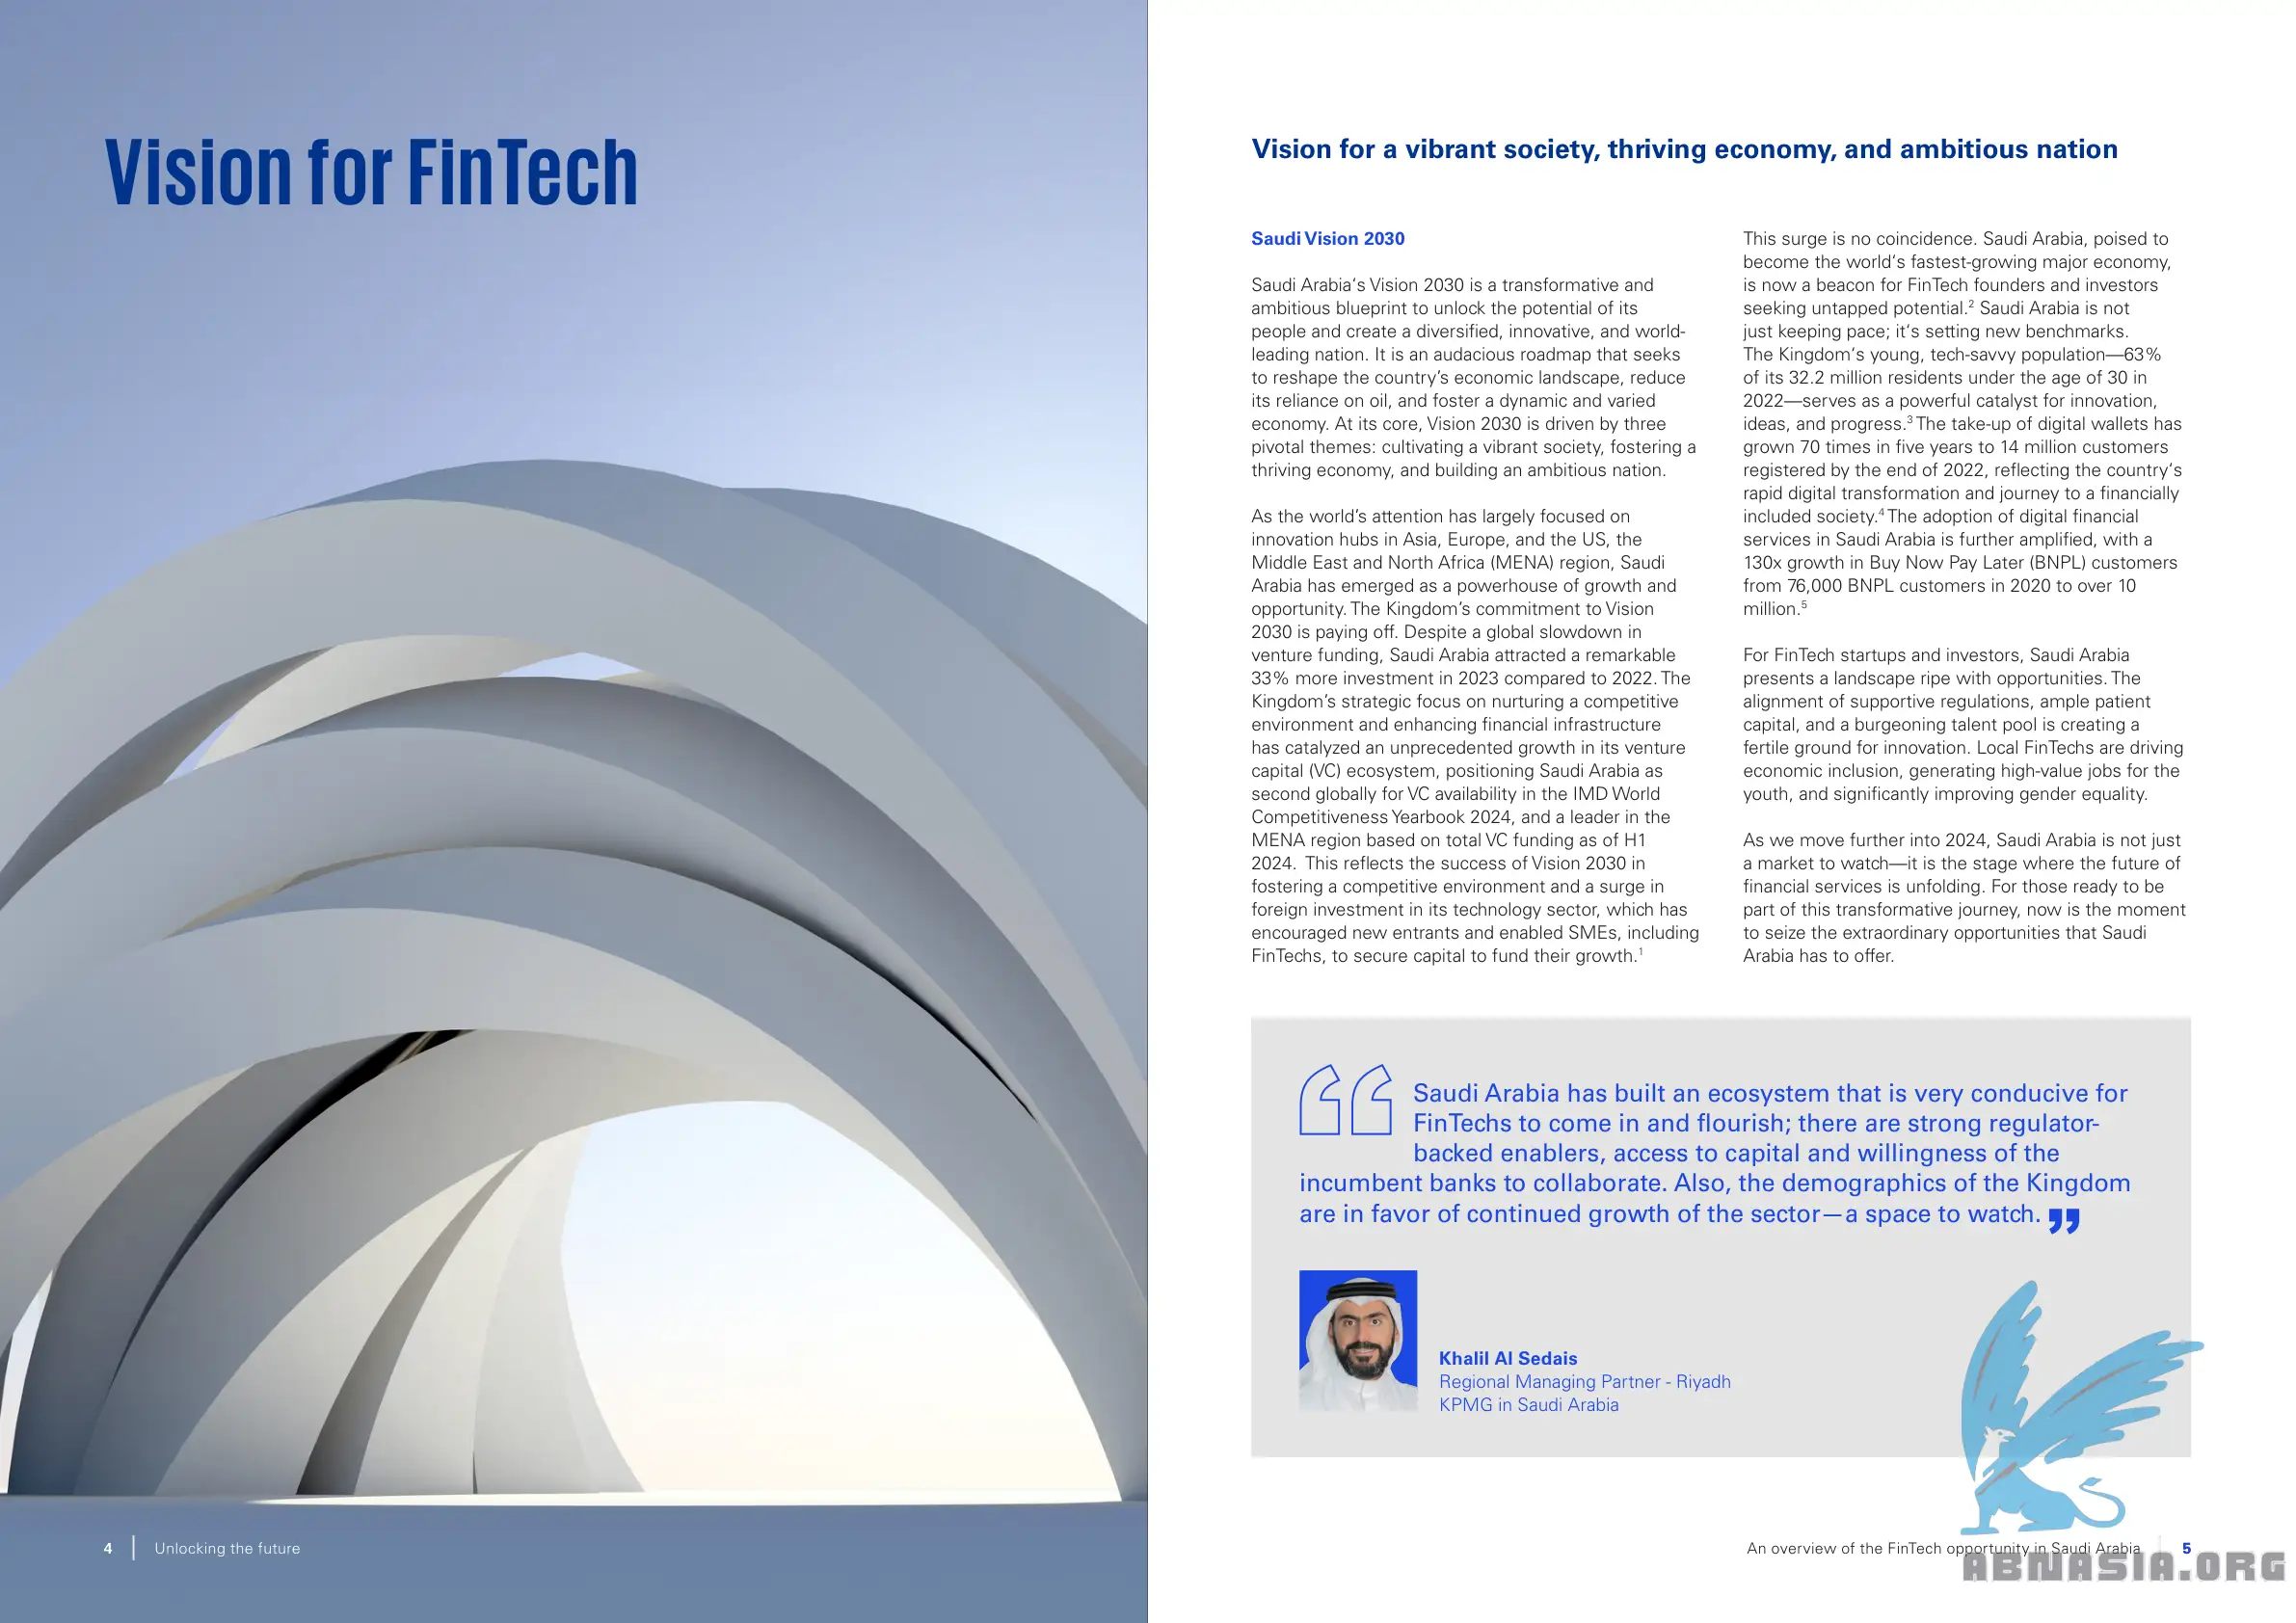 Vision for FinTech
4
Unlocking the future
Vision for a vibrant society, thriving economy, and ambitious nation
Saudi Vision 2030
Saudi Arabia's Vision 2030 is a transformative and
ambitious blueprint to unlock the potential of its
people and create a diversified, innovative, and world-
leading nation. It is an audacious roadmap that seeks
to reshape the country's economic landscape, reduce
its reliance on oil, and foster a dynamic and varied
economy. At its core, Vision 2030 is driven by three
pivotal themes: cultivating a vibrant society, fostering a
thriving economy, and building an ambitious nation.
As the world's attention has largely focused on
innovation hubs in Asia, Europe, and the US, the
Middle East and North Africa (MENA) region, Saudi
Arabia has emerged as a powerhouse of growth and
opportunity. The Kingdom's commitment to Vision
2030 is paying off. Despite a global slowdown in
venture funding, Saudi Arabia attracted a remarkable
33% more investment in 2023 compared to 2022. The
Kingdom's strategic focus on nurturing a competitive
environment and enhancing financial infrastructure
has catalyzed an unprecedented growth in its venture
capital (VC) ecosystem, positioning Saudi Arabia as
second globally for VC availability in the IMD World
Competitiveness Yearbook 2024, and a leader in the
MENA region based on total VC funding as of H1
2024. This reflects the success of Vision 2030 in
fostering a competitive environment and a surge in
foreign investment in its technology sector, which has
encouraged new entrants and enabled SMEs, including
FinTechs, to secure capital to fund their growth.1
This surge is no coincidence. Saudi Arabia, poised to
become the world's fastest-growing major economy,
is now a beacon for FinTech founders and investors
seeking untapped potential.2 Saudi Arabia is not
just keeping pace; it's setting new benchmarks.
The Kingdom's young, tech-savvy population—63%
of its 32.2 million residents under the age of 30 in
2022—serves as a powerful catalyst for innovation,
ideas, and progress.3 The take-up of digital wallets has
grown 70 times in five years to 14 million customers
registered by the end of 2022, reflecting the country's
rapid digital transformation and journey to a financially
included society.4 The adoption of digital financial
services in Saudi Arabia is further amplified, with a
130x growth in Buy Now Pay Later (BNPL) customers
from 76,000 BNPL customers in 2020 to over 10
million.5
For FinTech startups and investors, Saudi Arabia
presents a landscape ripe with opportunities. The
alignment of supportive regulations, ample patient
capital, and a burgeoning talent pool is creating a
fertile ground for innovation. Local FinTechs are driving
economic inclusion, generating high-value jobs for the
youth, and significantly improving gender equality.
As we move further into 2024, Saudi Arabia is not just
a market to watch—it is the stage where the future of
financial services is unfolding. For those ready to be
part of this transformative journey, now is the moment
to seize the extraordinary opportunities that Saudi
Arabia has to offer.
“ Saudi Arabia has built an ecosystem that is very conducive for
FinTechs to come in and flourish; there are strong regulator-
backed enablers, access to capital and willingness of the
incumbent banks to collaborate. Also, the demographics of the Kingdom
are in favor of continued growth of the sector—a space to watch. ”
Khalil Al Sedais
Regional Managing Partner - Riyadh
KPMG in Saudi Arabia
An overview of the FinTech opportunity in Saudi Arabia
5
ABNASIA.ORG